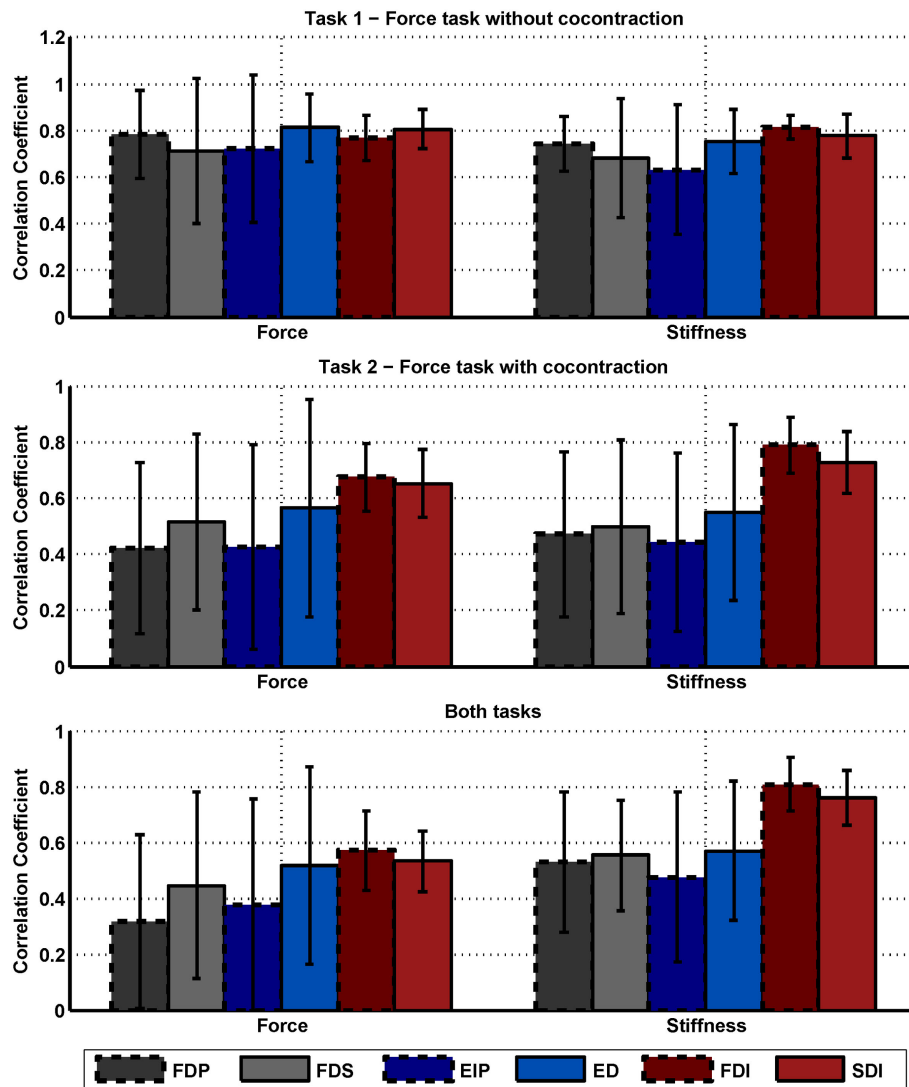 Task 1 − Force task without cocontraction
Correlation Coefficient
1.2
1
0.8
0.6
0.4
0.2
0
Force
Stiffness
Task 2 − Force task with cocontraction
Correlation Coefficient
1
0.8
0.6
0.4
0.2
0
Force
Stiffness
Both tasks
Correlation Coefficient
1
0.8
0.6
0.4
0.2
0
Force
Stiffness
FDP FDS EIP ED FDI SDI